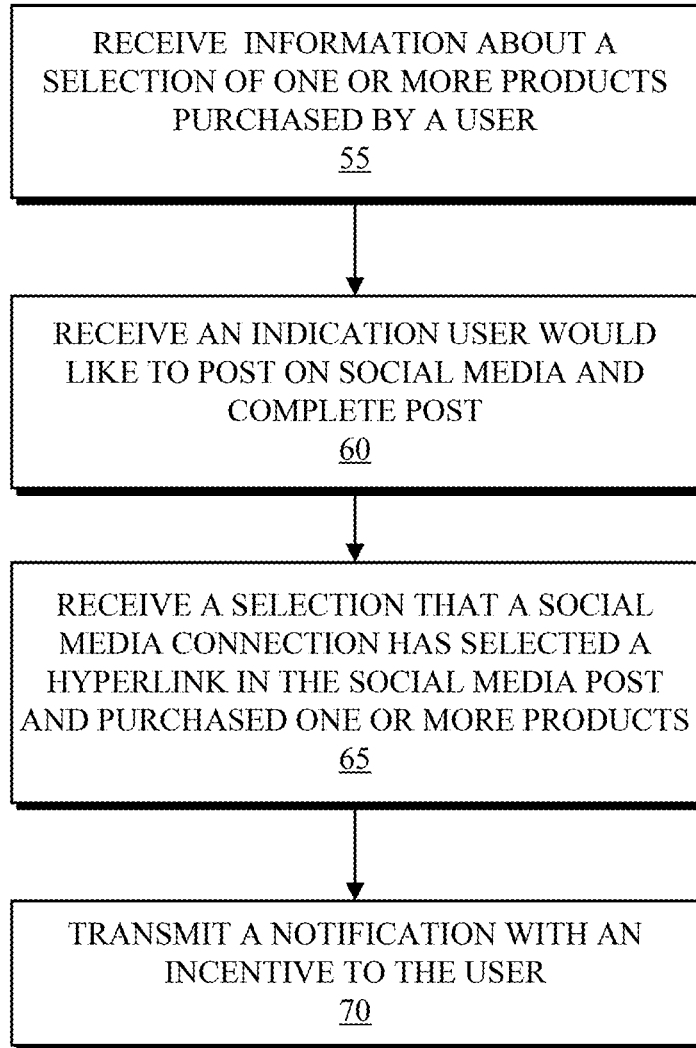 RECEIVE INFORMATION ABOUT A
SELECTION OF ONE OR MORE PRODUCTS
PURCHASED BY A USER
55
RECEIVE AN INDICATION USER WOULD
LIKE TO POST ON SOCIAL MEDIA AND
COMPLETE POST
60
RECEIVE A SELECTION THAT A SOCIAL
MEDIA CONNECTION HAS SELECTED A
HYPERLINK IN THE SOCIAL MEDIA POST
AND PURCHASED ONE OR MORE PRODUCTS
65
TRANSMIT A NOTIFICATION WITH AN
INCENTIVE TO THE USER
70